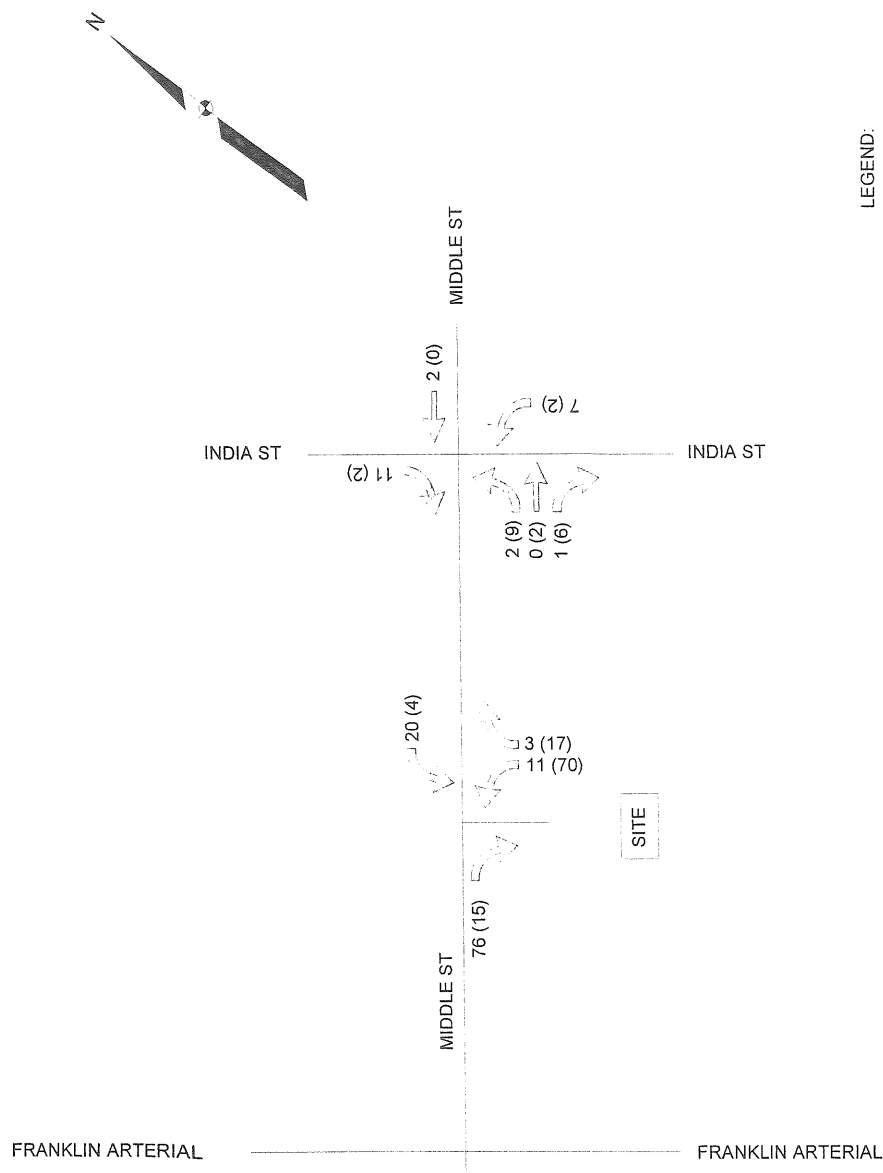 N
LEGEND:
MIDDLE ST
2 (0)
7 (2)
INDIA ST
INDIA ST
11 (2)
2 (9)
0 (2)
1 (6)
20 (4)
3 (17)
11 (70)
SITE
76 (15)
MIDDLE ST
FRANKLIN ARTERIAL
FRANKLIN ARTERIAL